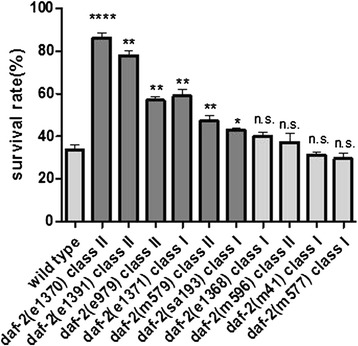 survival rate(%)
100
80
60
40
20
0
****
**
**
**
**
*
n.s.
n.s.
n.s.
n.s.
wild type
daf-2(e1370) class II
daf-2(e1391) class II
daf-2(e979) class II
daf-2(e1371) class I
daf-2(m579) class II
daf-2(sa193) class I
daf-2(e1368) class I
daf-2(m596) class II
daf-2(m41) class I
daf-2(m577) class I